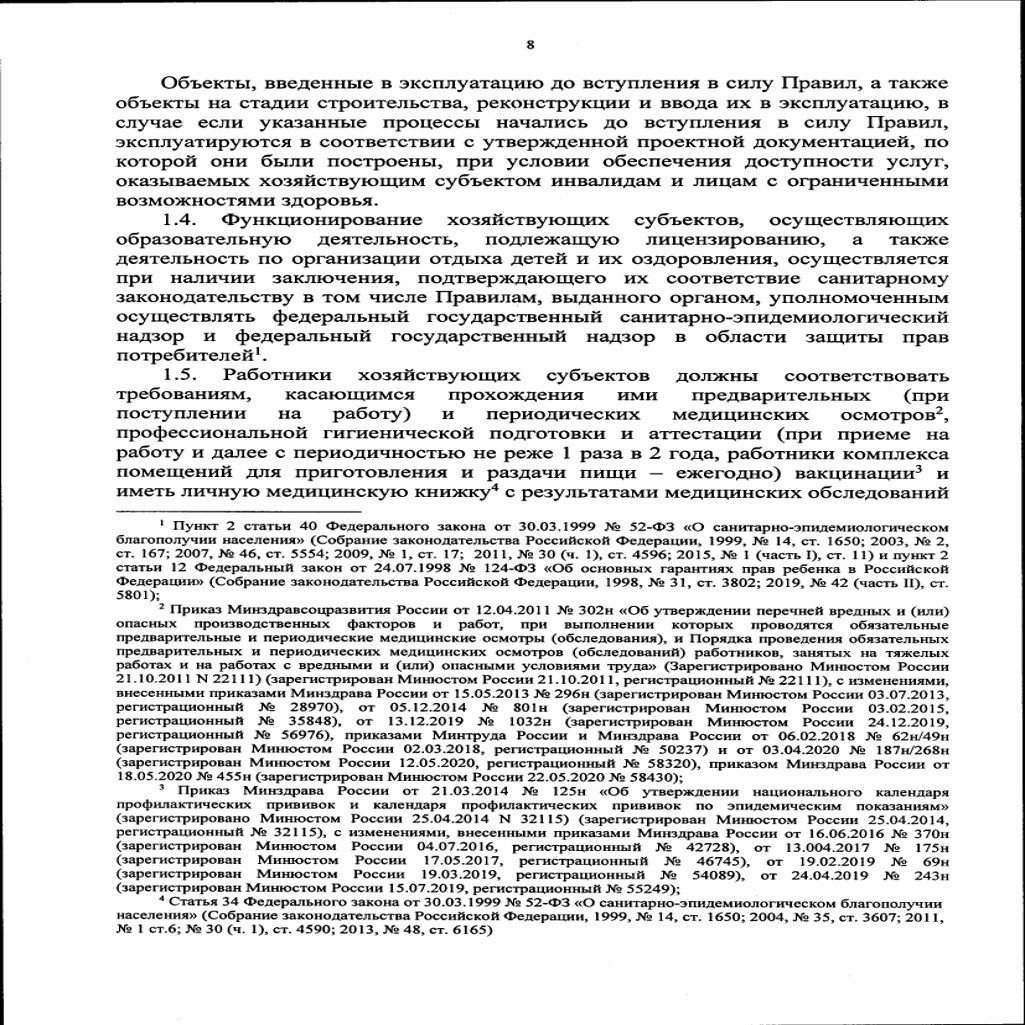 8
Объекты, введенные в эксплуатацию до вступления в силу Правил, а также
объекты на стадии строительства, реконструкции и ввода их в эксплуатацию, в
случае если указанные процессы начались до вступления в силу Правил,
эксплуатируются в соответствии с утвержденной проектной документацией, по
которой они были построены, при условии обеспечения доступности услуг,
оказываемых хозяйствующим субъектом инвалидам и лицам с ограниченными
возможностями здоровья.
1.4. Функционирование хозяйствующих субъектов, осуществляющих
образовательную деятельность, подлежащую лицензированию, а также
деятельность по организации отдыха детей и их оздоровления, осуществляется
при наличии заключения, подтверждающего их соответствие санитарному
законодательству в том числе Правилам, выданного органом, уполномоченным
осуществлять федеральный государственный санитарно-эпидемиологический
надзор и федеральный государственный надзор в области защиты прав
потребителей¹.
1.5. Работники хозяйствующих субъектов должны соответствовать
требованиям, касающимся прохождения ими предварительных (при
поступлении на работу) и периодических медицинских осмотров²,
профессиональной гигиенической подготовки и аттестации (при приеме на
работу и далее с периодичностью не реже 1 раза в 2 года, работники комплекса
помещений для приготовления и раздачи пищи – ежегодно) вакцинации³ и
иметь личную медицинскую книжку⁴ с результатами медицинских обследований
¹ Пункт 2 статьи 40 Федерального закона от 30.03.1999 № 52-ФЗ «О санитарно-эпидемиологическом
благополучии населения» (Собрание законодательства Российской Федерации, 1999, № 14, ст. 1650; 2003, № 2,
ст. 167; 2007, № 46, ст. 5554; 2009, № 1, ст. 17; 2011, № 30 (ч. 1), ст. 4596; 2015, № 1 (часть I), ст. 11) и пункт 2
статьи 12 Федеральный закон от 24.07.1998 № 124-ФЗ «Об основных гарантиях прав ребенка в Российской
Федерации» (Собрание законодательства Российской Федерации, 1998, № 31, ст. 3802; 2019, № 42 (часть II), ст.
5801);
² Приказ Минздравсоцразвития России от 12.04.2011 № 302н «Об утверждении перечней вредных и (или)
опасных производственных факторов и работ, при выполнении которых проводятся обязательные
предварительные и периодические медицинские осмотры (обследования), и Порядка проведения обязательных
предварительных и периодических медицинских осмотров (обследований) работников, занятых на тяжелых
работах и на работах с вредными и (или) опасными условиями труда» (Зарегистрировано Минюстом России
21.10.2011 N 22111) (зарегистрирован Минюстом России 21.10.2011, регистрационный № 22111), с изменениями,
внесенными приказами Минздрава России от 15.05.2013 № 296н (зарегистрирован Минюстом России 03.07.2013,
регистрационный № 28970), от 05.12.2014 № 801н (зарегистрирован Минюстом России 03.02.2015,
регистрационный № 35848), от 13.12.2019 № 1032н (зарегистрирован Минюстом России 24.12.2019,
регистрационный № 56976), приказами Минтруда России и Минздрава России от 06.02.2018 № 62н/49н
(зарегистрирован Минюстом России 02.03.2018, регистрационный № 50237) и от 03.04.2020 № 187н/268н
(зарегистрирован Минюстом России 12.05.2020, регистрационный № 58320), приказом Минздрава России от
18.05.2020 № 455н (зарегистрирован Минюстом России 22.05.2020 № 58430);
³ Приказ Минздрава России от 21.03.2014 № 125н «Об утверждении национального календаря
профилактических прививок и календаря профилактических прививок по эпидемическим показаниям»
(зарегистрировано Минюстом России 25.04.2014 N 32115) (зарегистрирован Минюстом России 25.04.2014,
регистрационный № 32115), с изменениями, внесенными приказами Минздрава России от 16.06.2016 № 370н
(зарегистрирован Минюстом России 04.07.2016, регистрационный № 42728), от 13.004.2017 № 175н
(зарегистрирован Минюстом России 17.05.2017, регистрационный № 46745), от 19.02.2019 № 69н
(зарегистрирован Минюстом России 19.03.2019, регистрационный № 54089), от 24.04.2019 № 243н
(зарегистрирован Минюстом России 15.07.2019, регистрационный № 55249);
⁴ Статья 34 Федерального закона от 30.03.1999 № 52-ФЗ «О санитарно-эпидемиологическом благополучии
населения» (Собрание законодательства Российской Федерации, 1999, № 14, ст. 1650; 2004, № 35, ст. 3607; 2011,
№ 1 ст.6; № 30 (ч. 1), ст. 4590; 2013, № 48, ст. 6165)